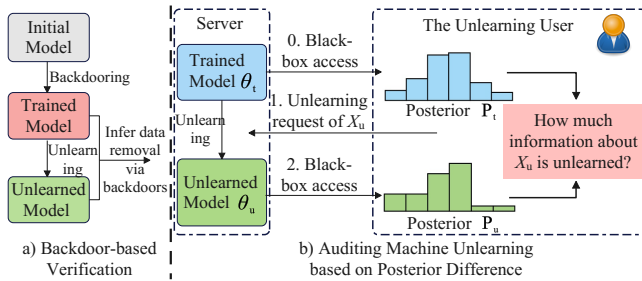 Initial
Model
Backdooring
Trained
Model
Unlearn
ing
Infer data
removal
via
backdoors
Unlearned
Model
a) Backdoor-based
Verification
Server
Trained
Model θt
Unlearn
ing
Unlearned
Model θu
0. Black-
box access
1. Unlearning
request of Xu
2. Black-
box access
The Unlearning User
Posterior Pt
How much
information about
Xu is unlearned?
Posterior Pu
b) Auditing Machine Unlearning
based on Posterior Difference